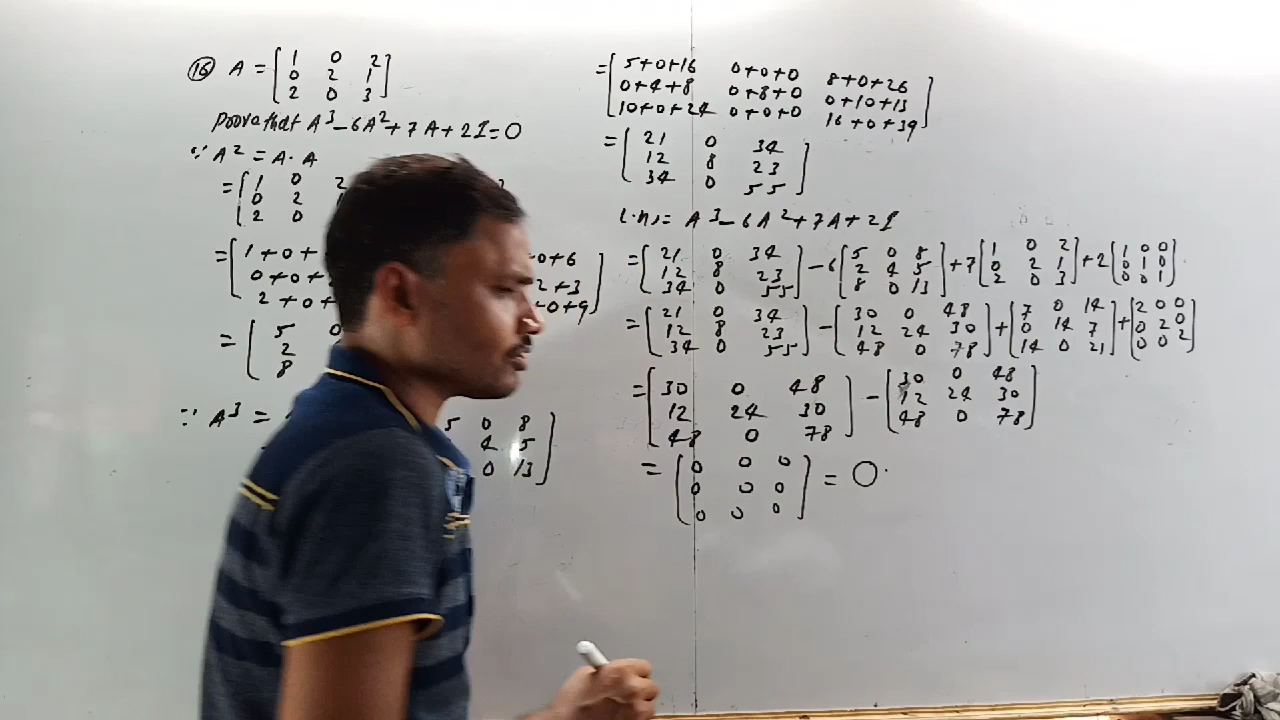 16 A = [1 0 2
0 2 1
2 0 3]
Prova that A³ - 6A² + 7A + 2I = 0
∵ A² = A · A
= [1 0 2
0 2
2 0
= [1 + 0 + 0 + 6
0 + 0 + 2 + 3
2 + 0 + 0 + 9]
= [5 0
2
8
∵ A³ = 5 0 8
4 5
0 13]
= [5+0+16 0+0+0 8+0+26
0+4+8 0+8+0 0+10+13
10+0+24 0+0+0 16+0+39]
= [21 0 34
12 8 23
34 0 55]
L.H.S = A³ - 6A² + 7A + 2I
= [21 0 34 12 8 23 34 0 55] - 6 [5 0 8 2 4 5 8 0 13] + 7 [1 0 2 0 2 1 2 0 3] + 2 [1 0 0 0 1 0 0 0 1]
= [21 0 34 12 8 23 34 0 55] - [30 0 48 12 24 30 48 0 78] + [7 0 14 0 14 7 14 0 21] + [2 0 0 0 2 0 0 0 2]
= [30 0 48 12 24 30 48 0 78] - [30 0 48 12 24 30 48 0 78]
= [0 0 0 0 0 0 0 0 0] = 0.